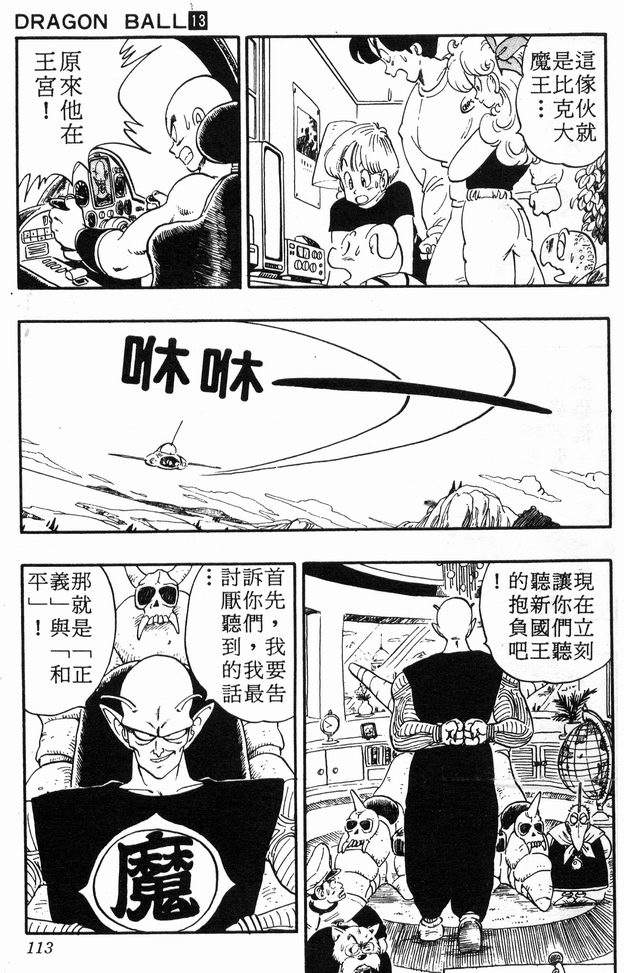 DRAGON BALL 13
這傢伙就
是比克大
魔王…
原來他在
王宮！
咻咻
現在立刻
讓你們聽
聽新國王
的抱負吧
！
首先，我要告
訴你們，我最
討厭聽到的話
…
那就是「正
義」與「和
平」！
魔
113